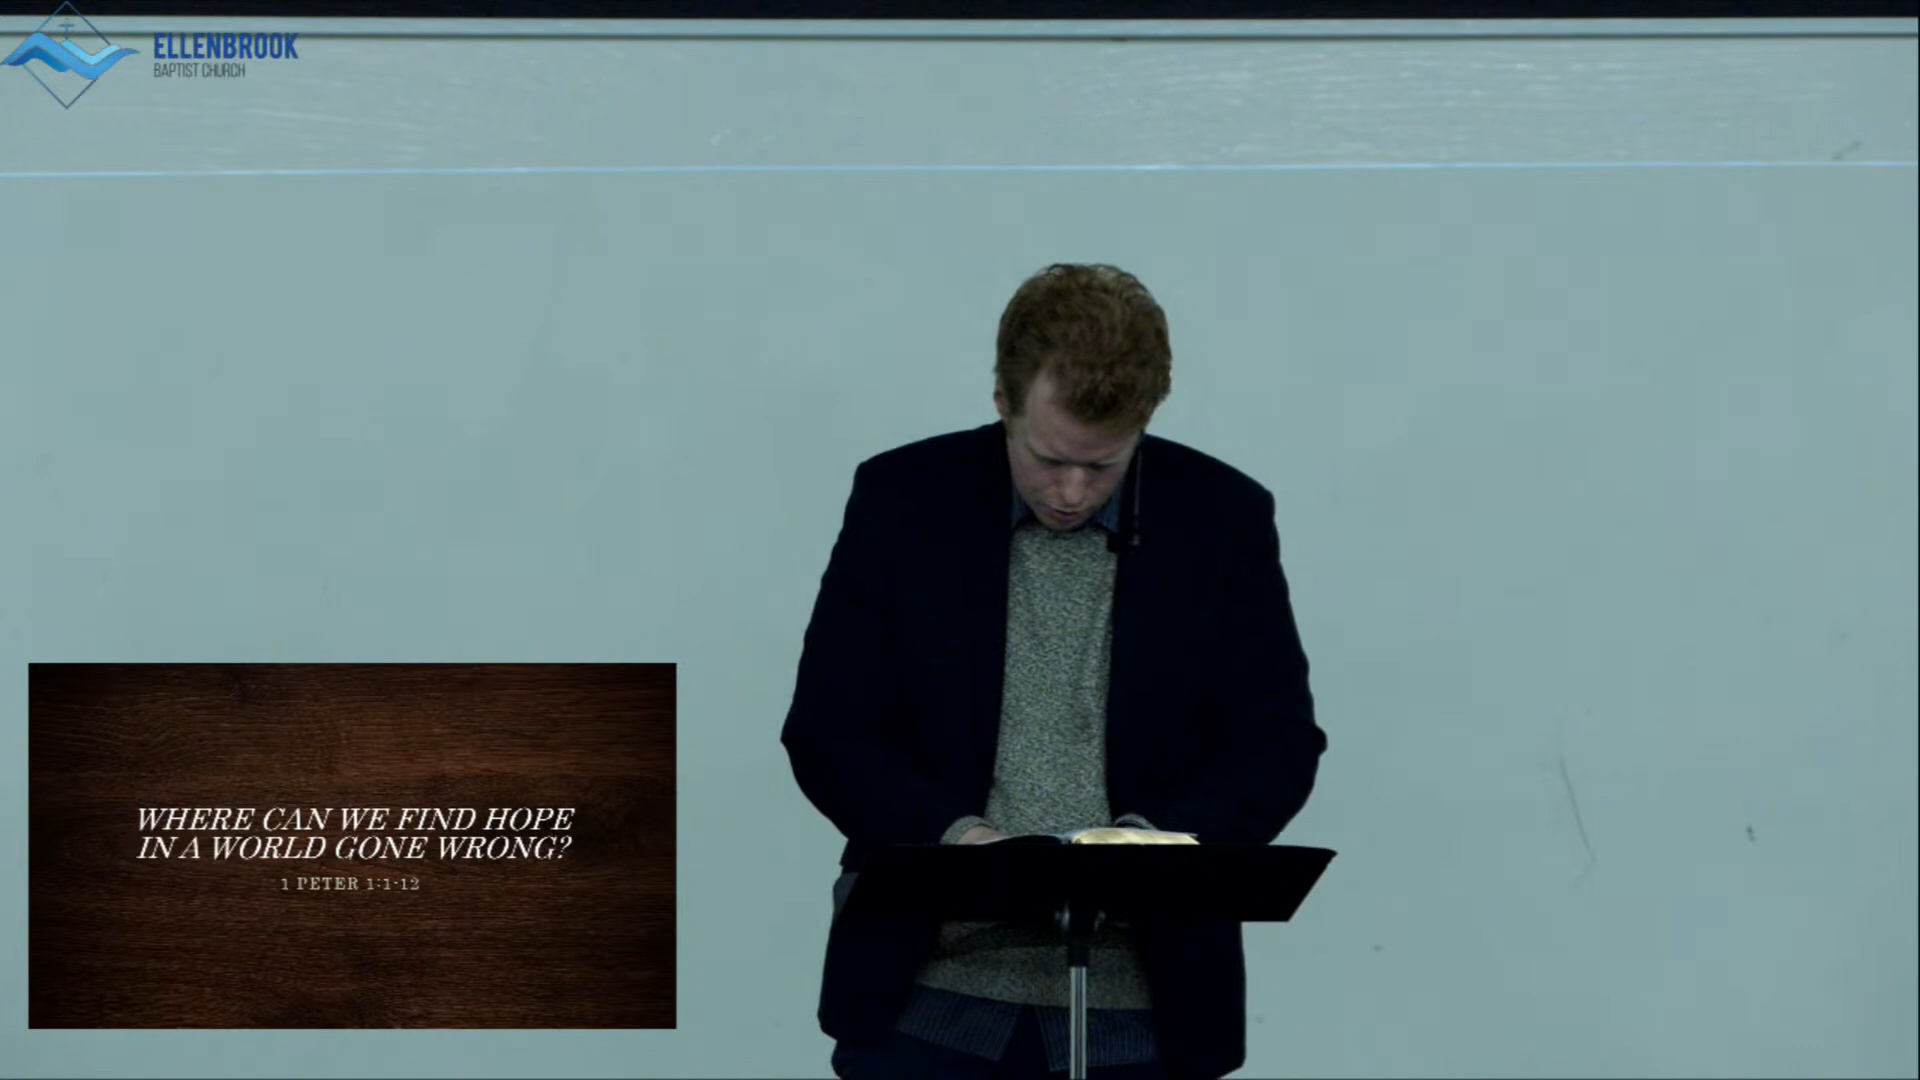 ELLENBROOK
BAPTIST CHURCH
WHERE CAN WE FIND HOPE
IN A WORLD GONE WRONG?
1 PETER 1:1-12